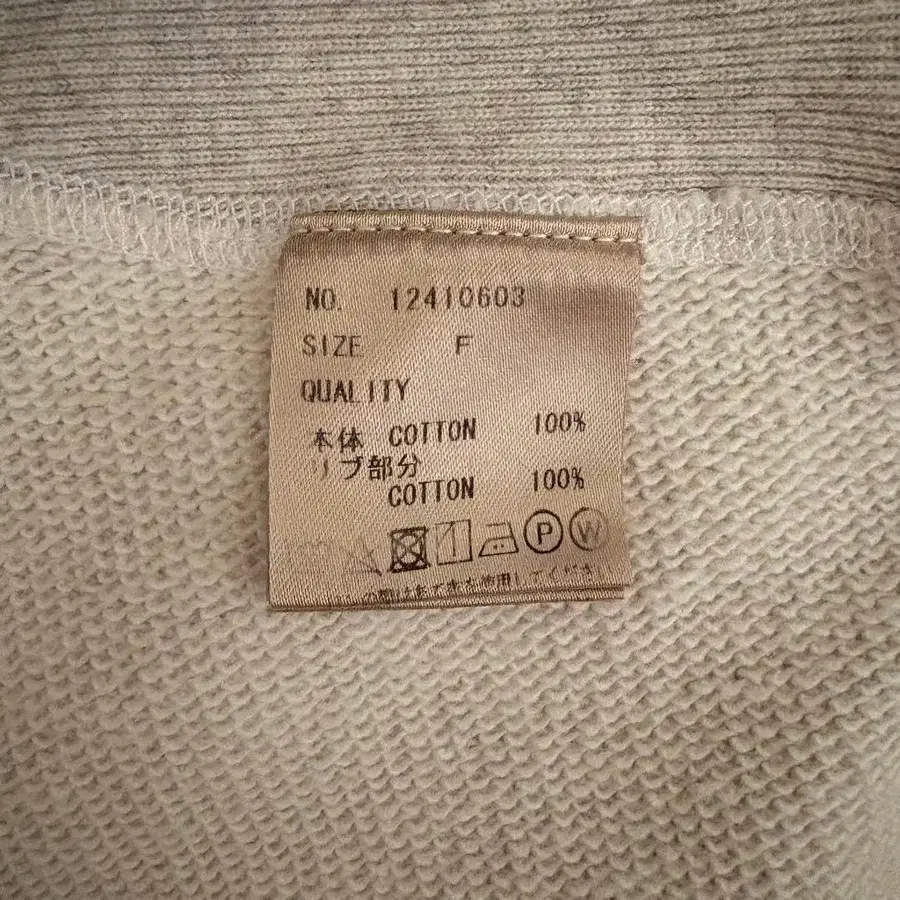 NO. 12410603
SIZE F
QUALITY
本体 COTTON 100%
リブ部分
COTTON 100%
P W